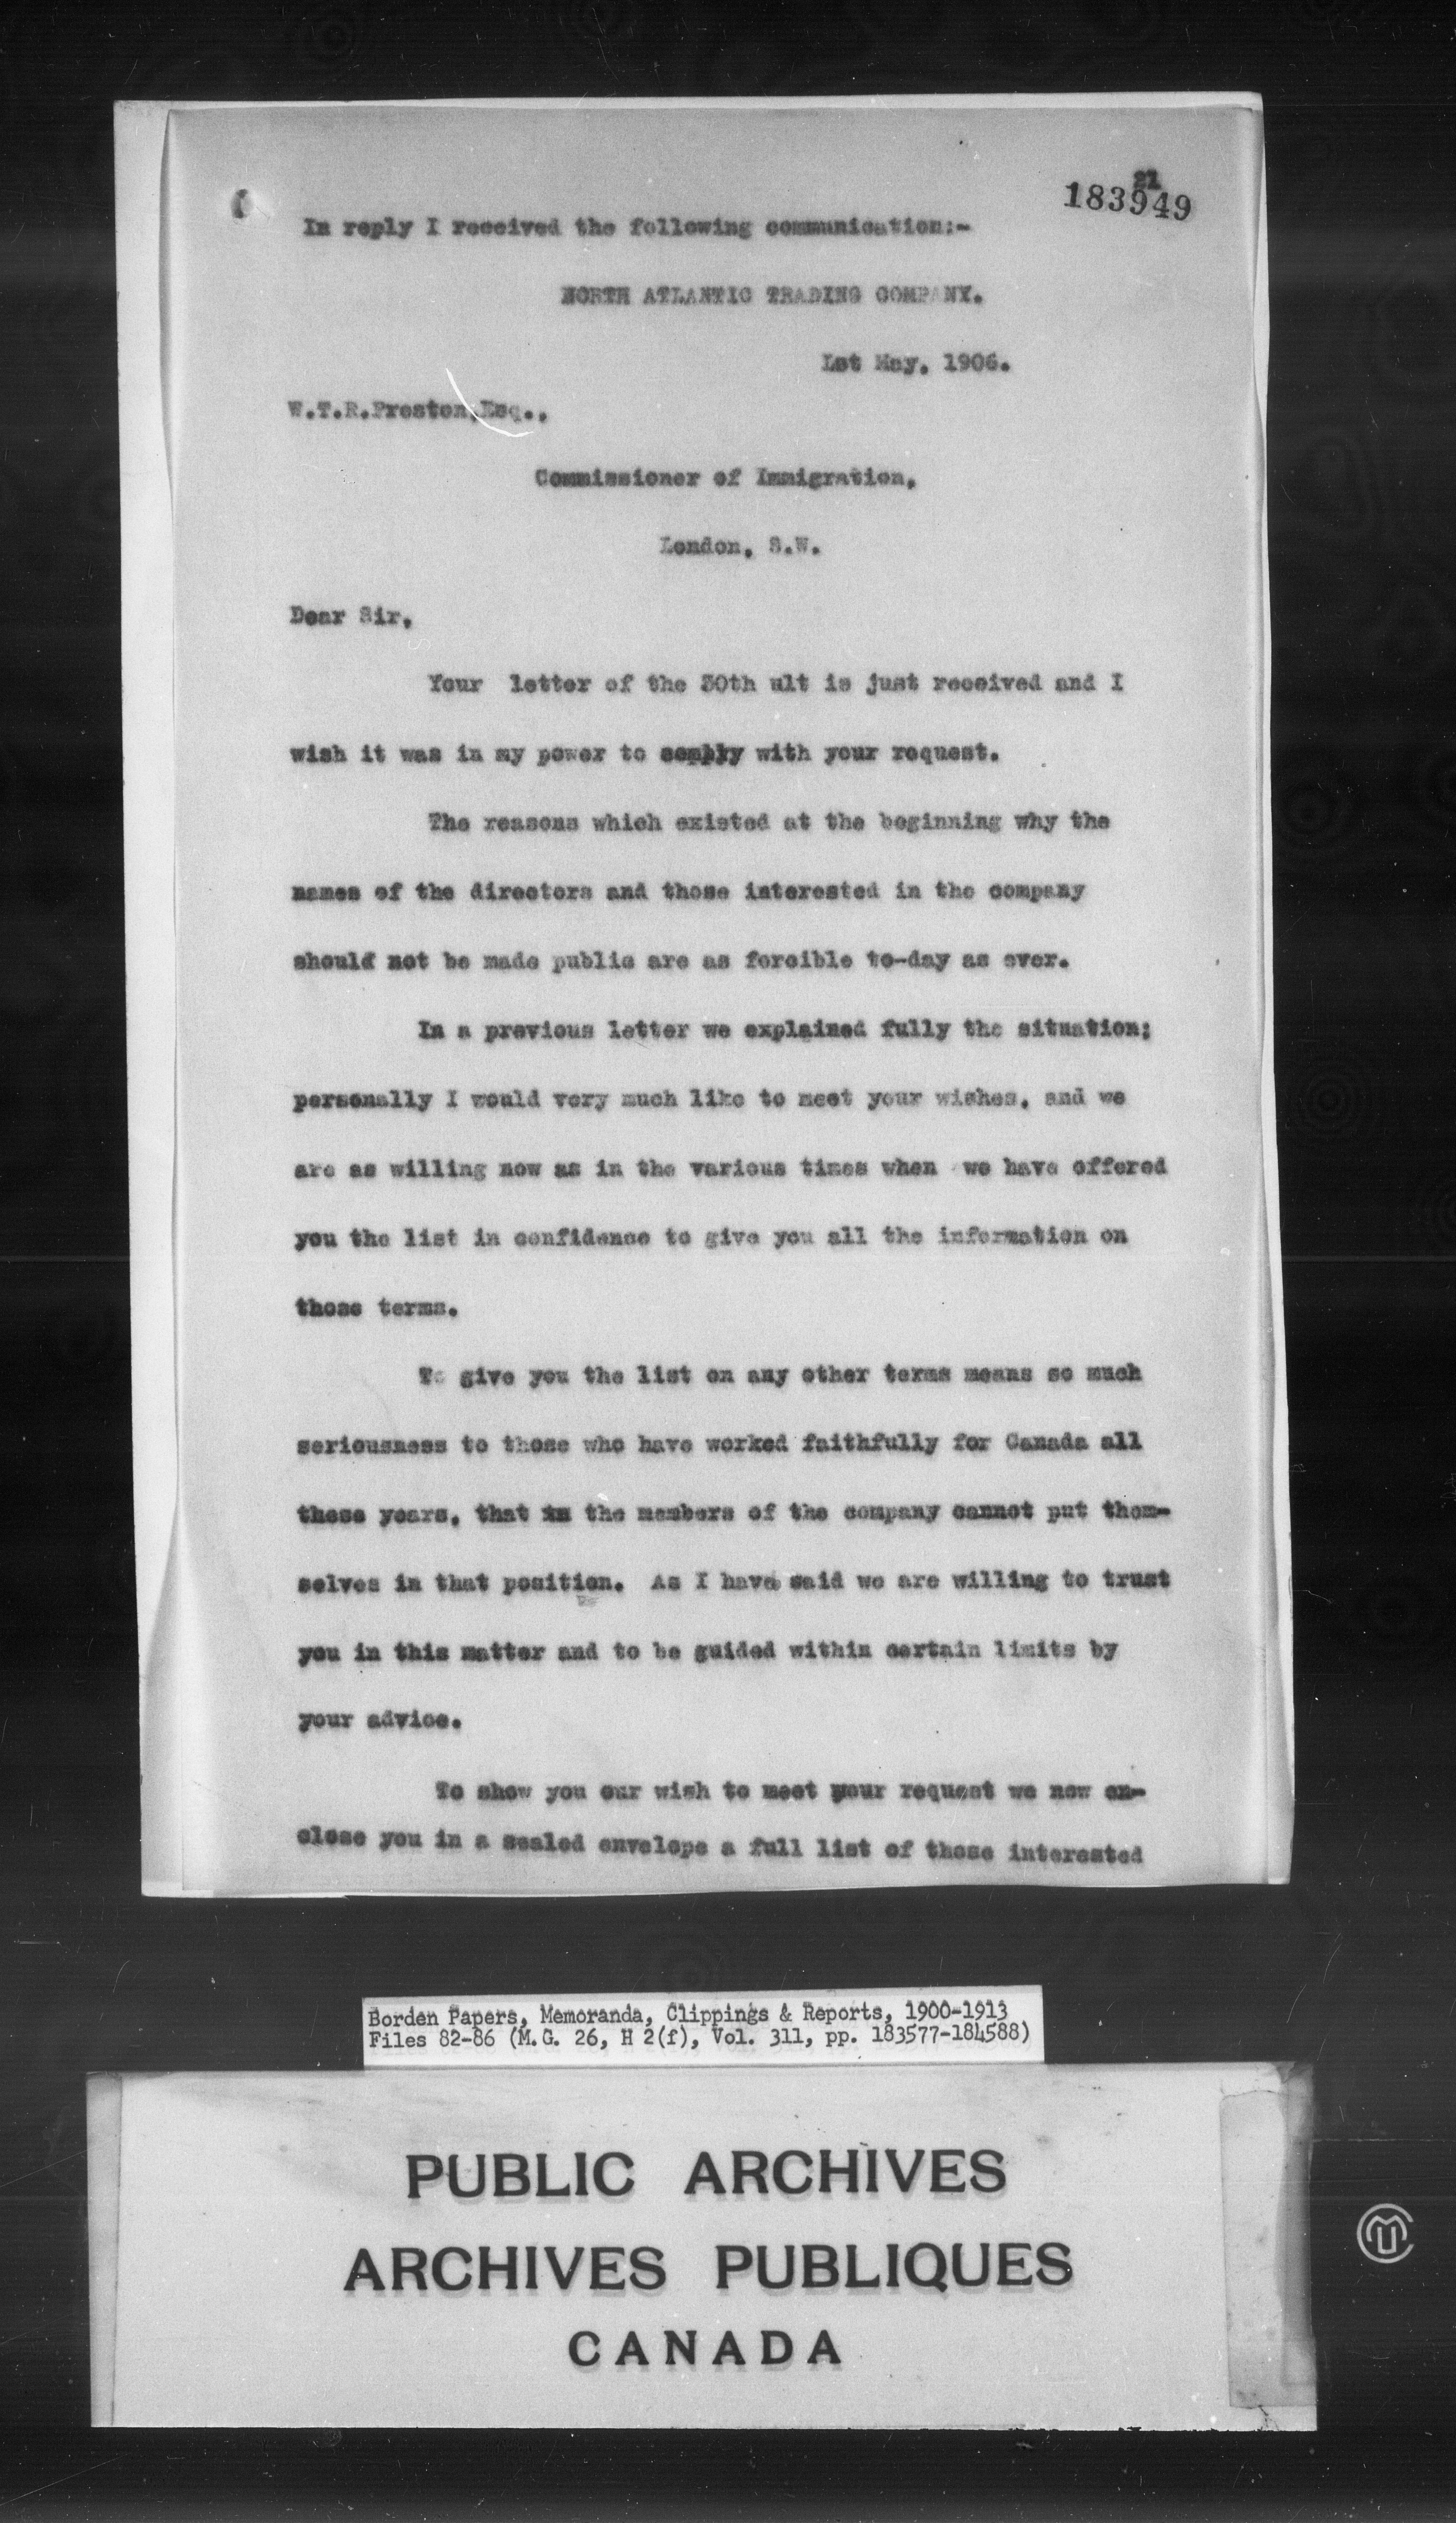 21
183949
In reply I received the following communication:-
NORTH ATLANTIC TRADING COMPANY.
1st May, 1906.
W.T.R.Preston,Esq.,
Commissioner of Immigration,
London, S.W.
Dear Sir,
Your letter of the 30th ult is just received and I
wish it was in my power to comply with your request.
The reasons which existed at the beginning why the
names of the directors and those interested in the company
should not be made public are as forcible to-day as ever.
In a previous letter we explained fully the situation;
personally I would very much like to meet your wishes, and we
are as willing now as in the various times when we have offered
you the list in confidence to give you all the information on
those terms.
To give you the list on any other terms means so much
seriousness to those who have worked faithfully for Canada all
these years, that in the members of the company cannot put them-
selves in that position. As I have said we are willing to trust
you in this matter and to be guided within certain limits by
your advice.
To show you our wish to meet your request we now en-
close you in a sealed envelope a full list of those interested
Borden Papers, Memoranda, Clippings & Reports, 1900-1913
Files 82-86 (M.G. 26, H 2(f), Vol. 311, pp. 183577-184588)
PUBLIC ARCHIVES
ARCHIVES PUBLIQUES
CANADA